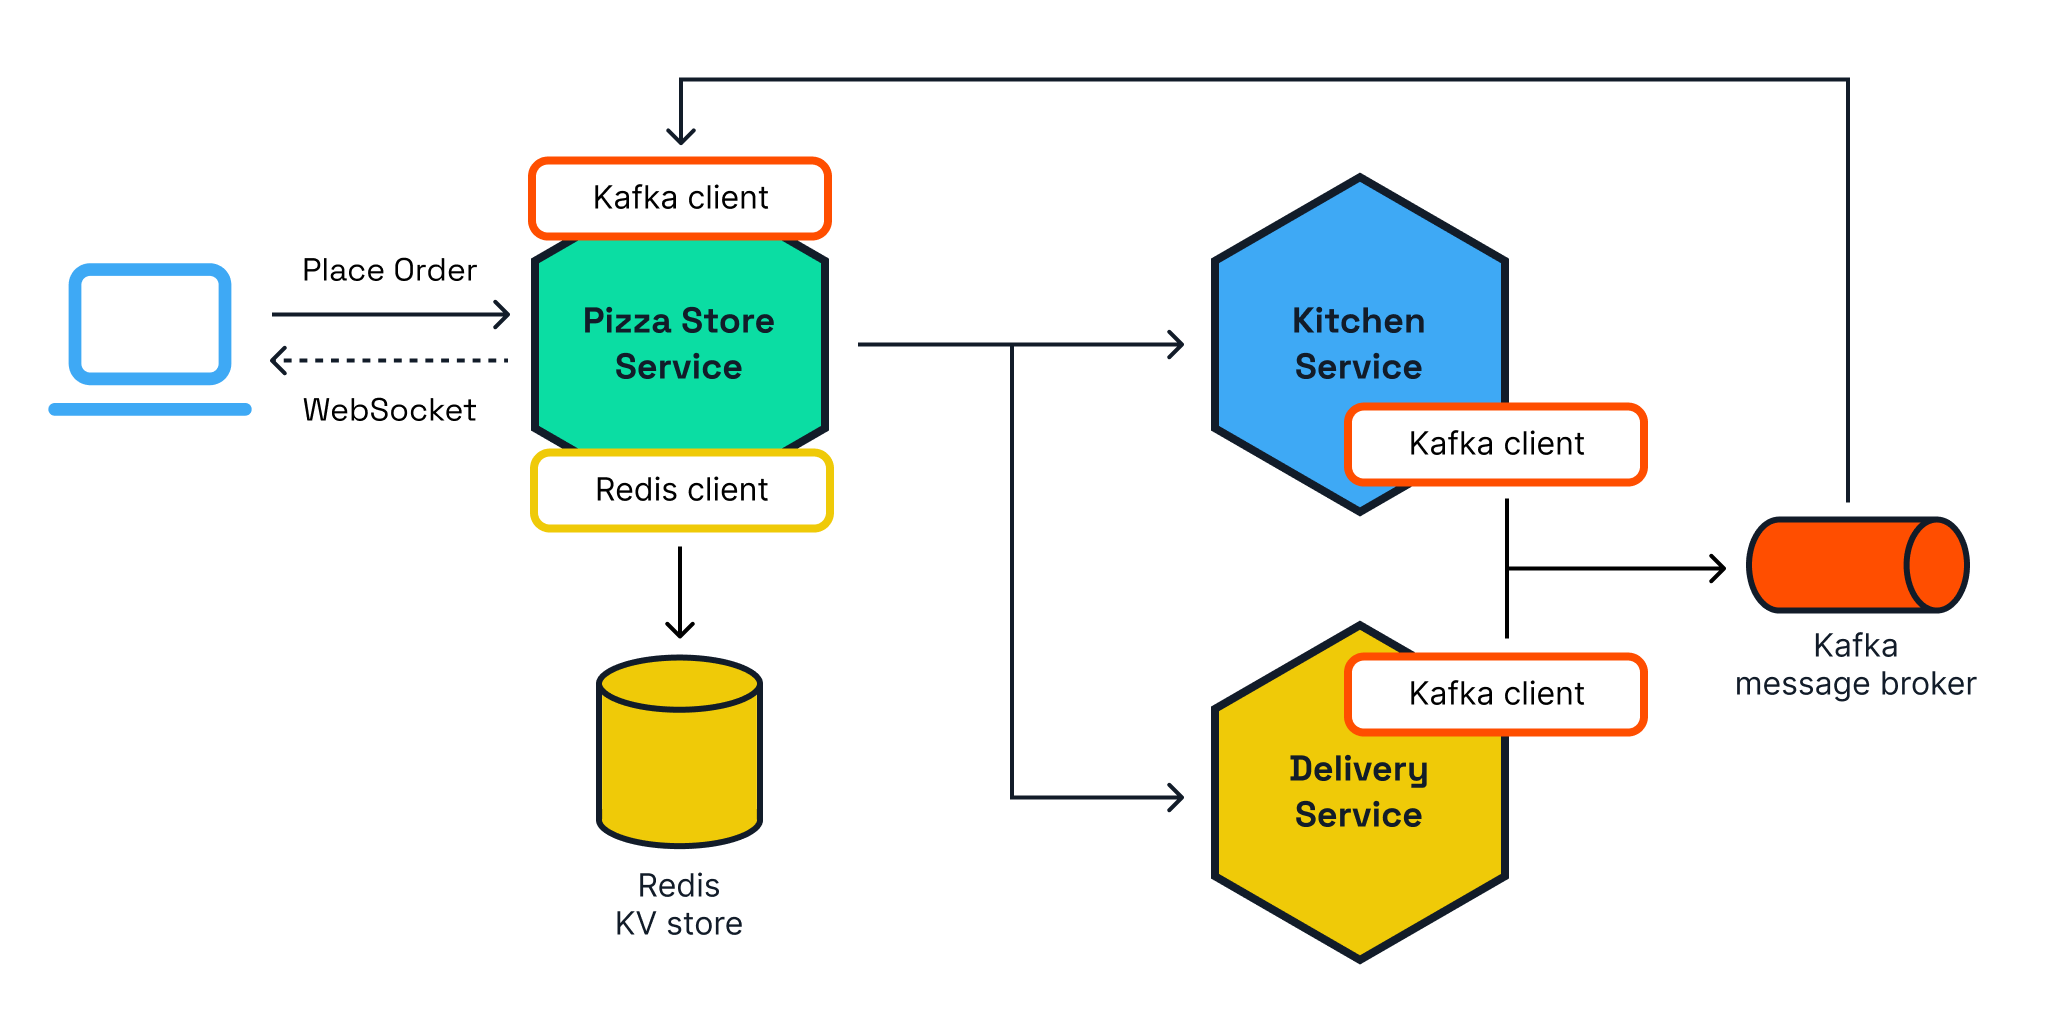 Kafka client
Place Order
WebSocket
Pizza Store
Service
Redis client
Redis
KV store
Kitchen
Service
Kafka client
Kafka client
Delivery
Service
Kafka
message broker